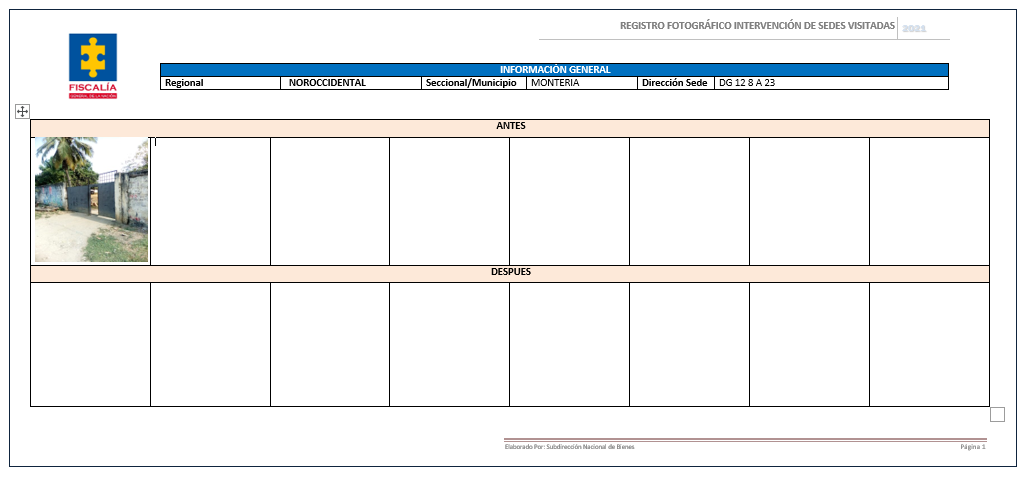 REGISTRO FOTOGRÁFICO INTERVENCIÓN DE SEDES VISITADAS 2021
FISCALÍA
GENERAL DE LA NACIÓN
INFORMACIÓN GENERAL
Regional NOROCCIDENTAL Seccional/Municipio MONTERIA Dirección Sede DG 12 8 A 23
ANTES
DESPUES
Elaborado Por: Subdirección Nacional de Bienes Página 1